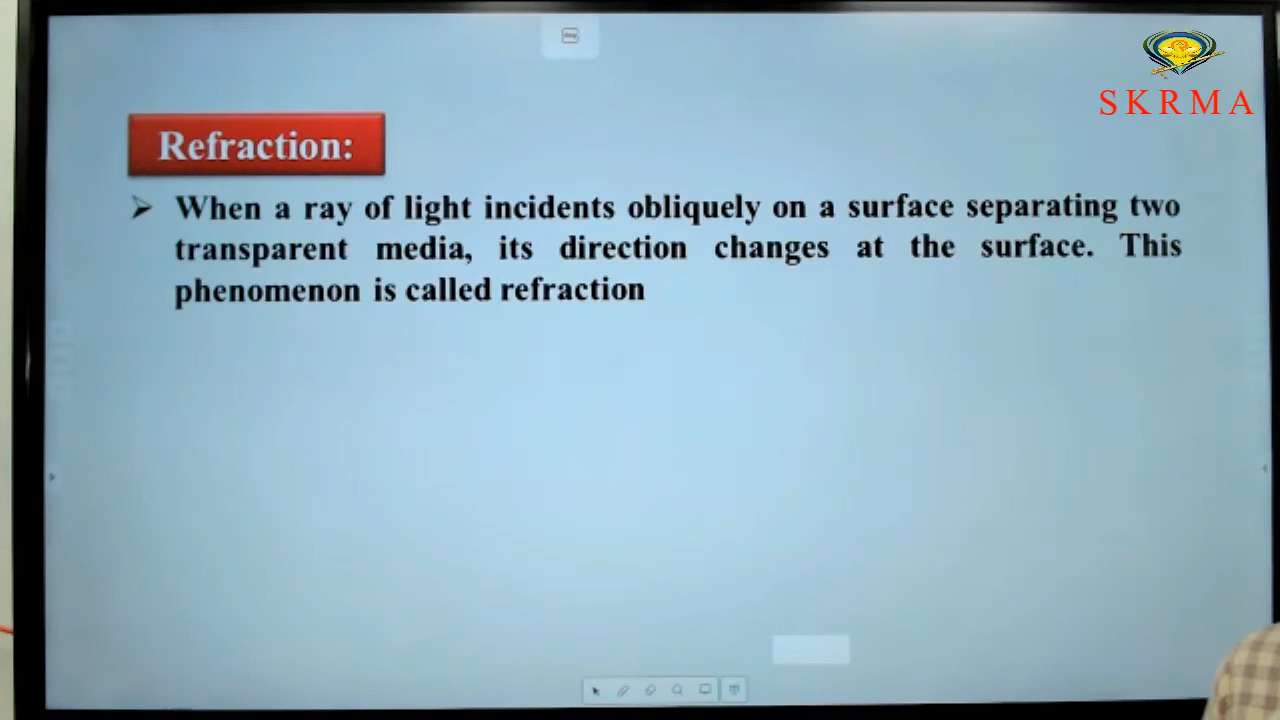 SKRMA
Refraction:
When a ray of light incidents obliquely on a surface separating two
transparent media, its direction changes at the surface. This
phenomenon is called refraction